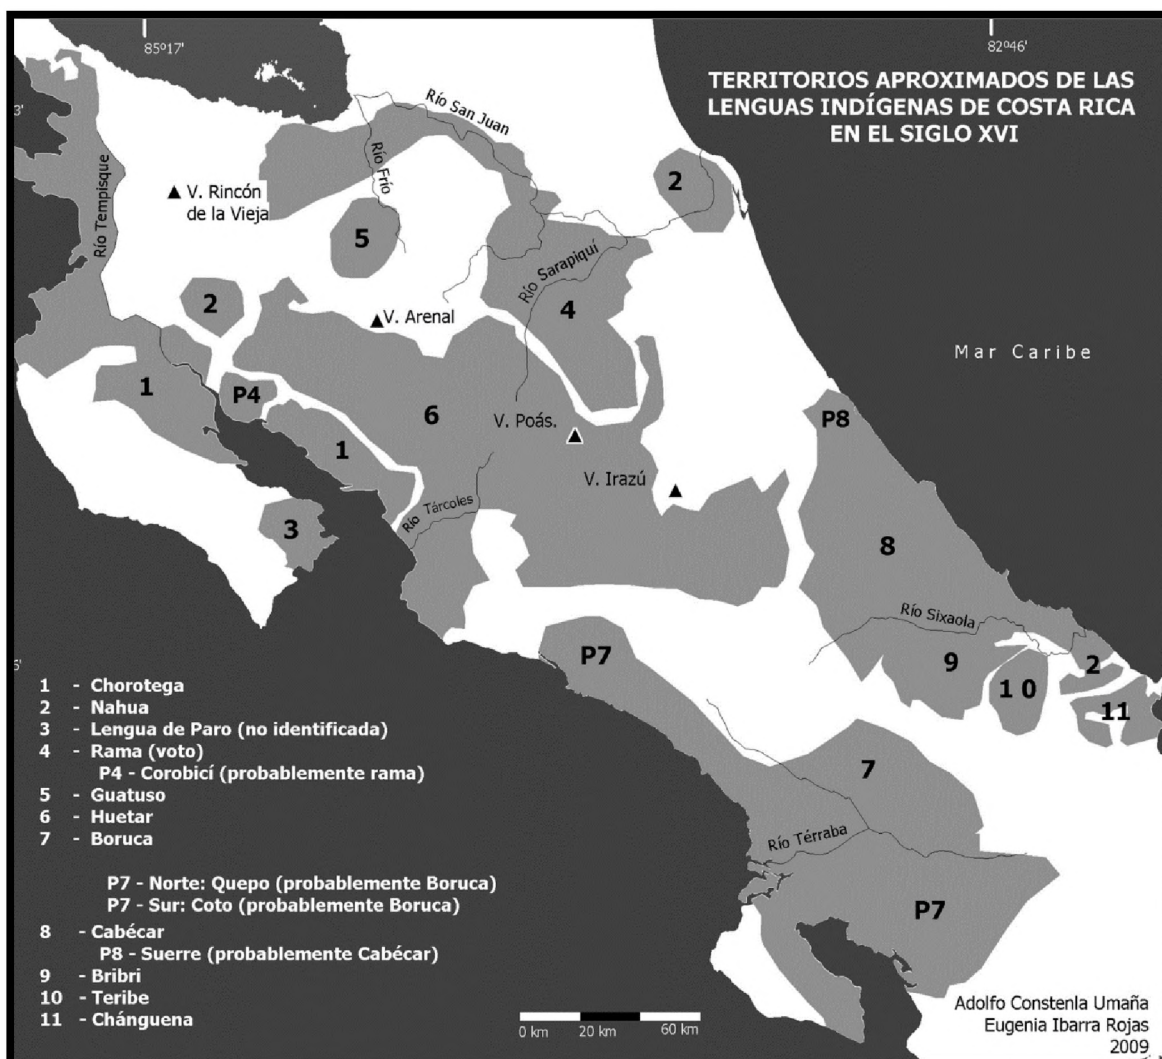 85º17'
82º46'
TERRITORIOS APROXIMADOS DE LAS
LENGUAS INDÍGENAS DE COSTA RICA
EN EL SIGLO XVI
3'
Río San Juan
Río Frío
Río Tempisque
V. Rincón
de la Vieja
2
5
2
Río Sarapiquí
4
V. Arenal
Mar Caribe
1
P4
6
P8
V. Poás.
1
V. Irazú
Río Tárcoles
3
8
Río Sixaola
P7
9
2
1 0
11
5'
7
Río Térraba
P7
1 - Chorotega
2 - Nahua
3 - Lengua de Paro (no identificada)
4 - Rama (voto)
P4 - Corobicí (probablemente rama)
5 - Guatuso
6 - Huetar
7 - Boruca
P7 - Norte: Quepo (probablemente Boruca)
P7 - Sur: Coto (probablemente Boruca)
8 - Cabécar
P8 - Suerre (probablemente Cabécar)
9 - Bribri
10 - Teribe
11 - Chánguena
0 km 20 km 60 km
Adolfo Constenla Umaña
Eugenia Ibarra Rojas
2009